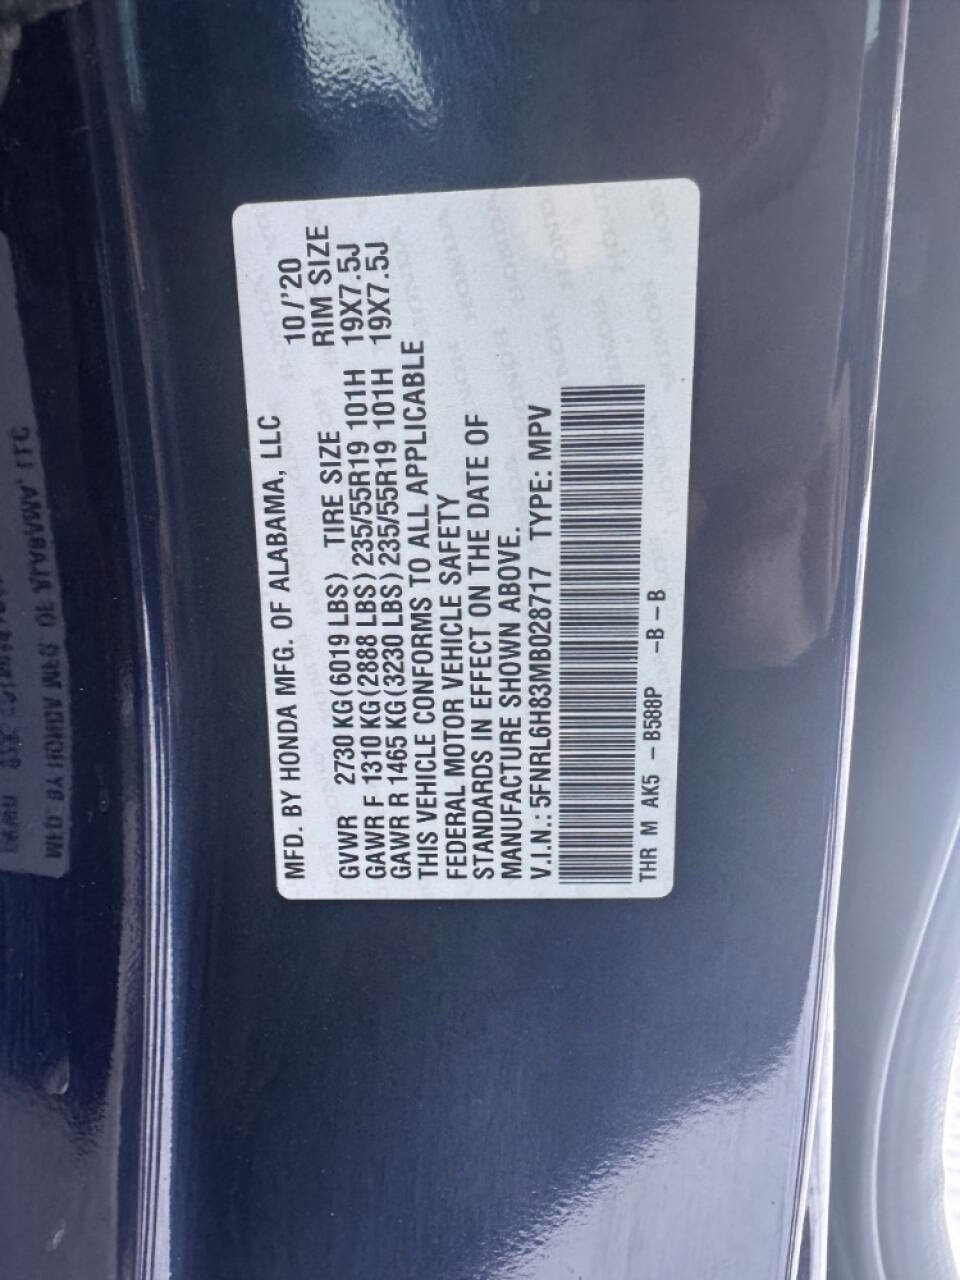 MFD. BY HONDA MFG. OF ALABAMA, LLC 10/'20
GVWR 2730 KG(6019 LBS) TIRE SIZE RIM SIZE
GAWR F 1310 KG(2888 LBS) 235/55R19 101H 19X7.5J
GAWR R 1465 KG(3230 LBS) 235/55R19 101H 19X7.5J
THIS VEHICLE CONFORMS TO ALL APPLICABLE
FEDERAL MOTOR VEHICLE SAFETY
STANDARDS IN EFFECT ON THE DATE OF
MANUFACTURE SHOWN ABOVE.
V.I.N.: 5FNRL6H83MB028717 TYPE: MPV
THR M AK5 - B588P - B - B